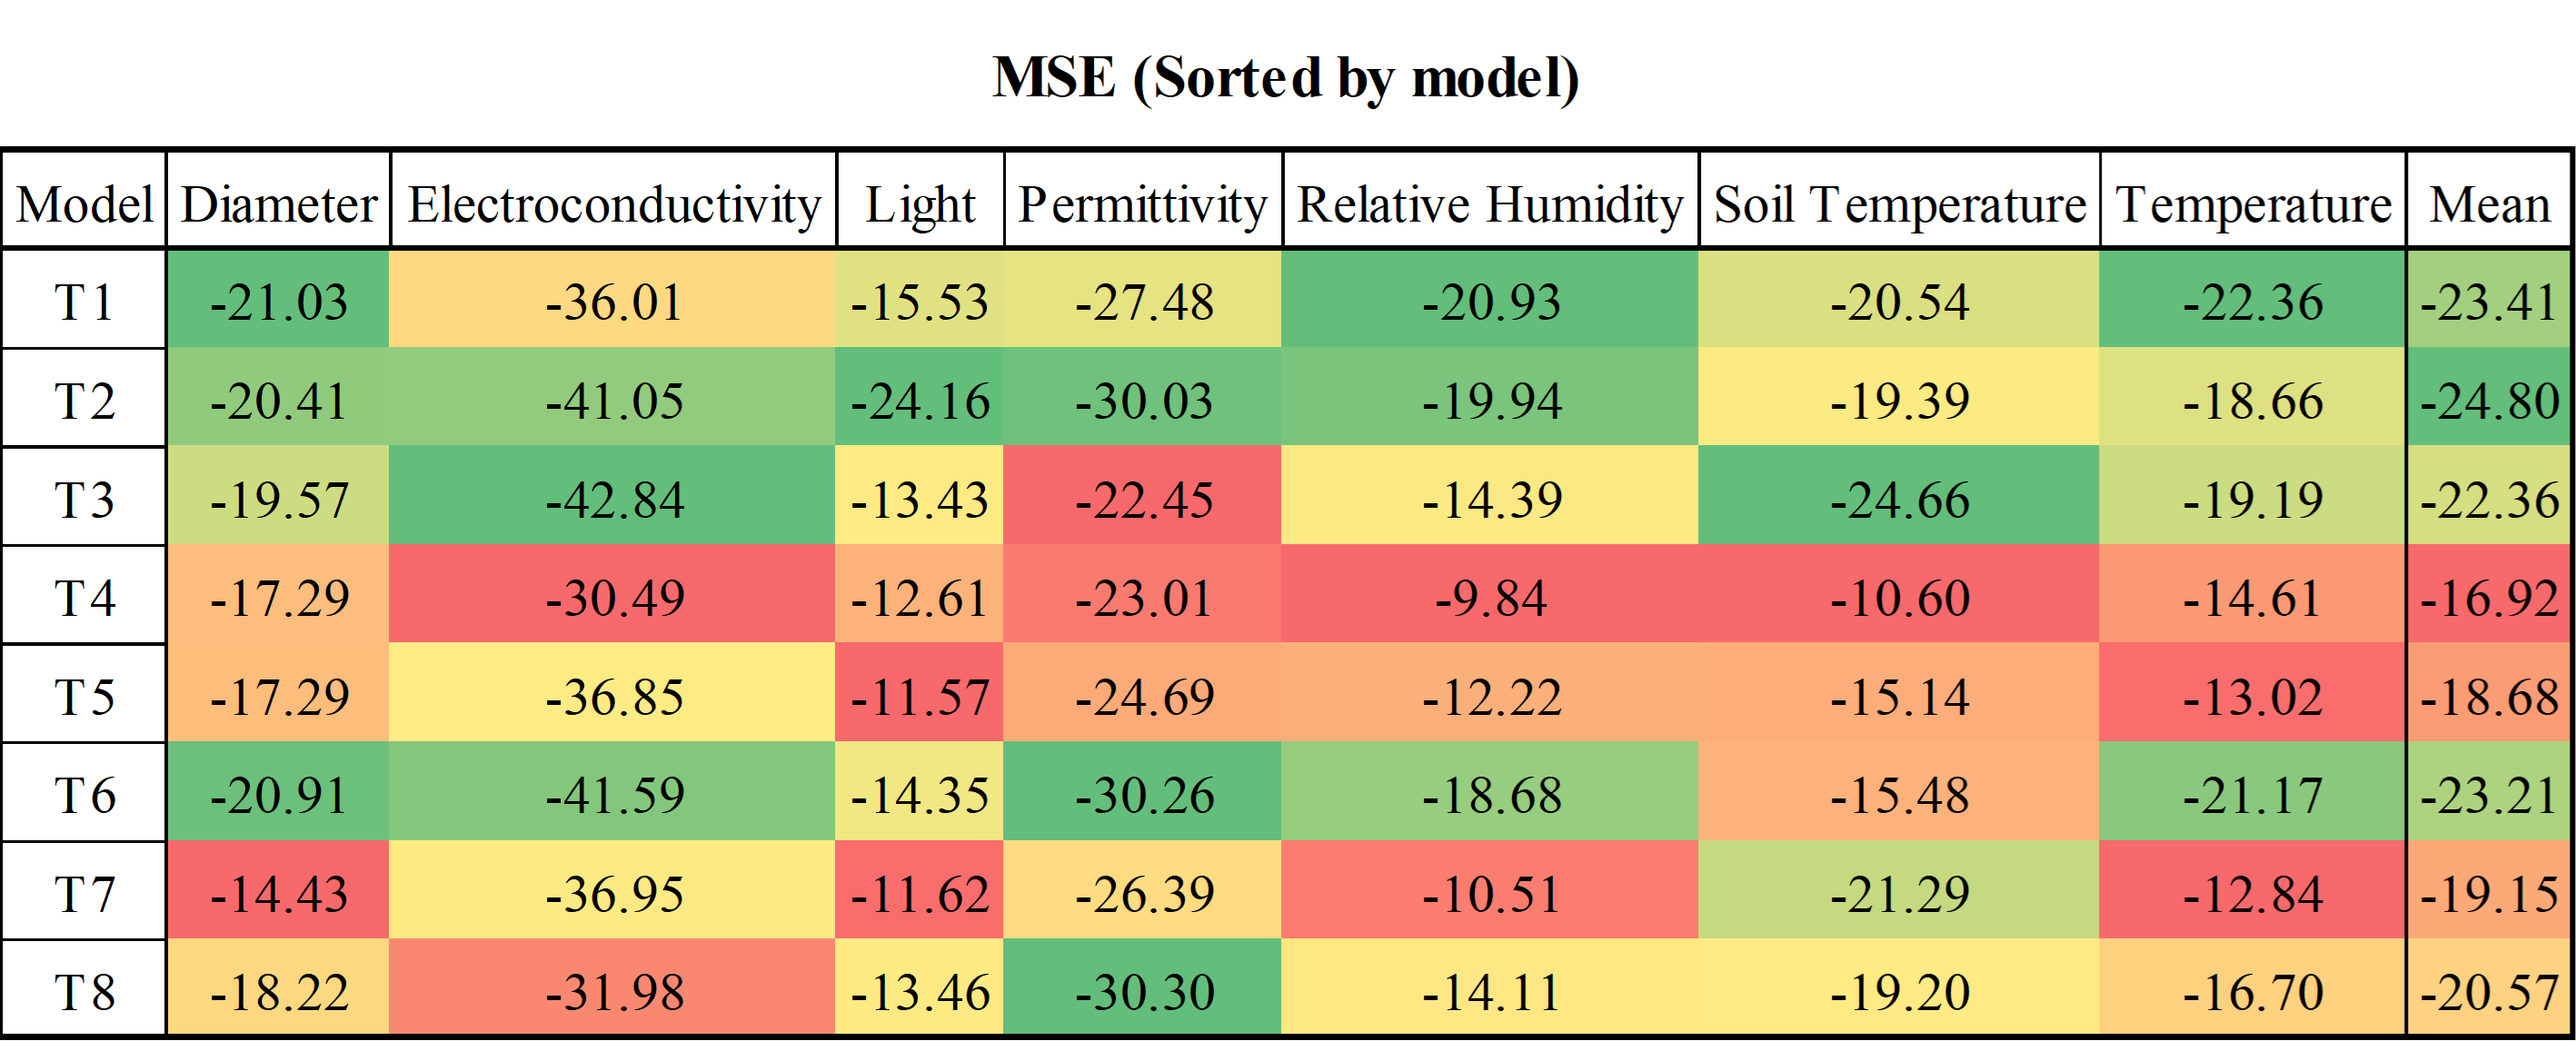 MSE (Sorted by model)
Model Diameter Electroconductivity Light Permittivity Relative Humidity Soil Temperature Temperature Mean
T1 -21.03 -36.01 -15.53 -27.48 -20.93 -20.54 -22.36 -23.41
T2 -20.41 -41.05 -24.16 -30.03 -19.94 -19.39 -18.66 -24.80
T3 -19.57 -42.84 -13.43 -22.45 -14.39 -24.66 -19.19 -22.36
T4 -17.29 -30.49 -12.61 -23.01 -9.84 -10.60 -14.61 -16.92
T5 -17.29 -36.85 -11.57 -24.69 -12.22 -15.14 -13.02 -18.68
T6 -20.91 -41.59 -14.35 -30.26 -18.68 -15.48 -21.17 -23.21
T7 -14.43 -36.95 -11.62 -26.39 -10.51 -21.29 -12.84 -19.15
T8 -18.22 -31.98 -13.46 -30.30 -14.11 -19.20 -16.70 -20.57